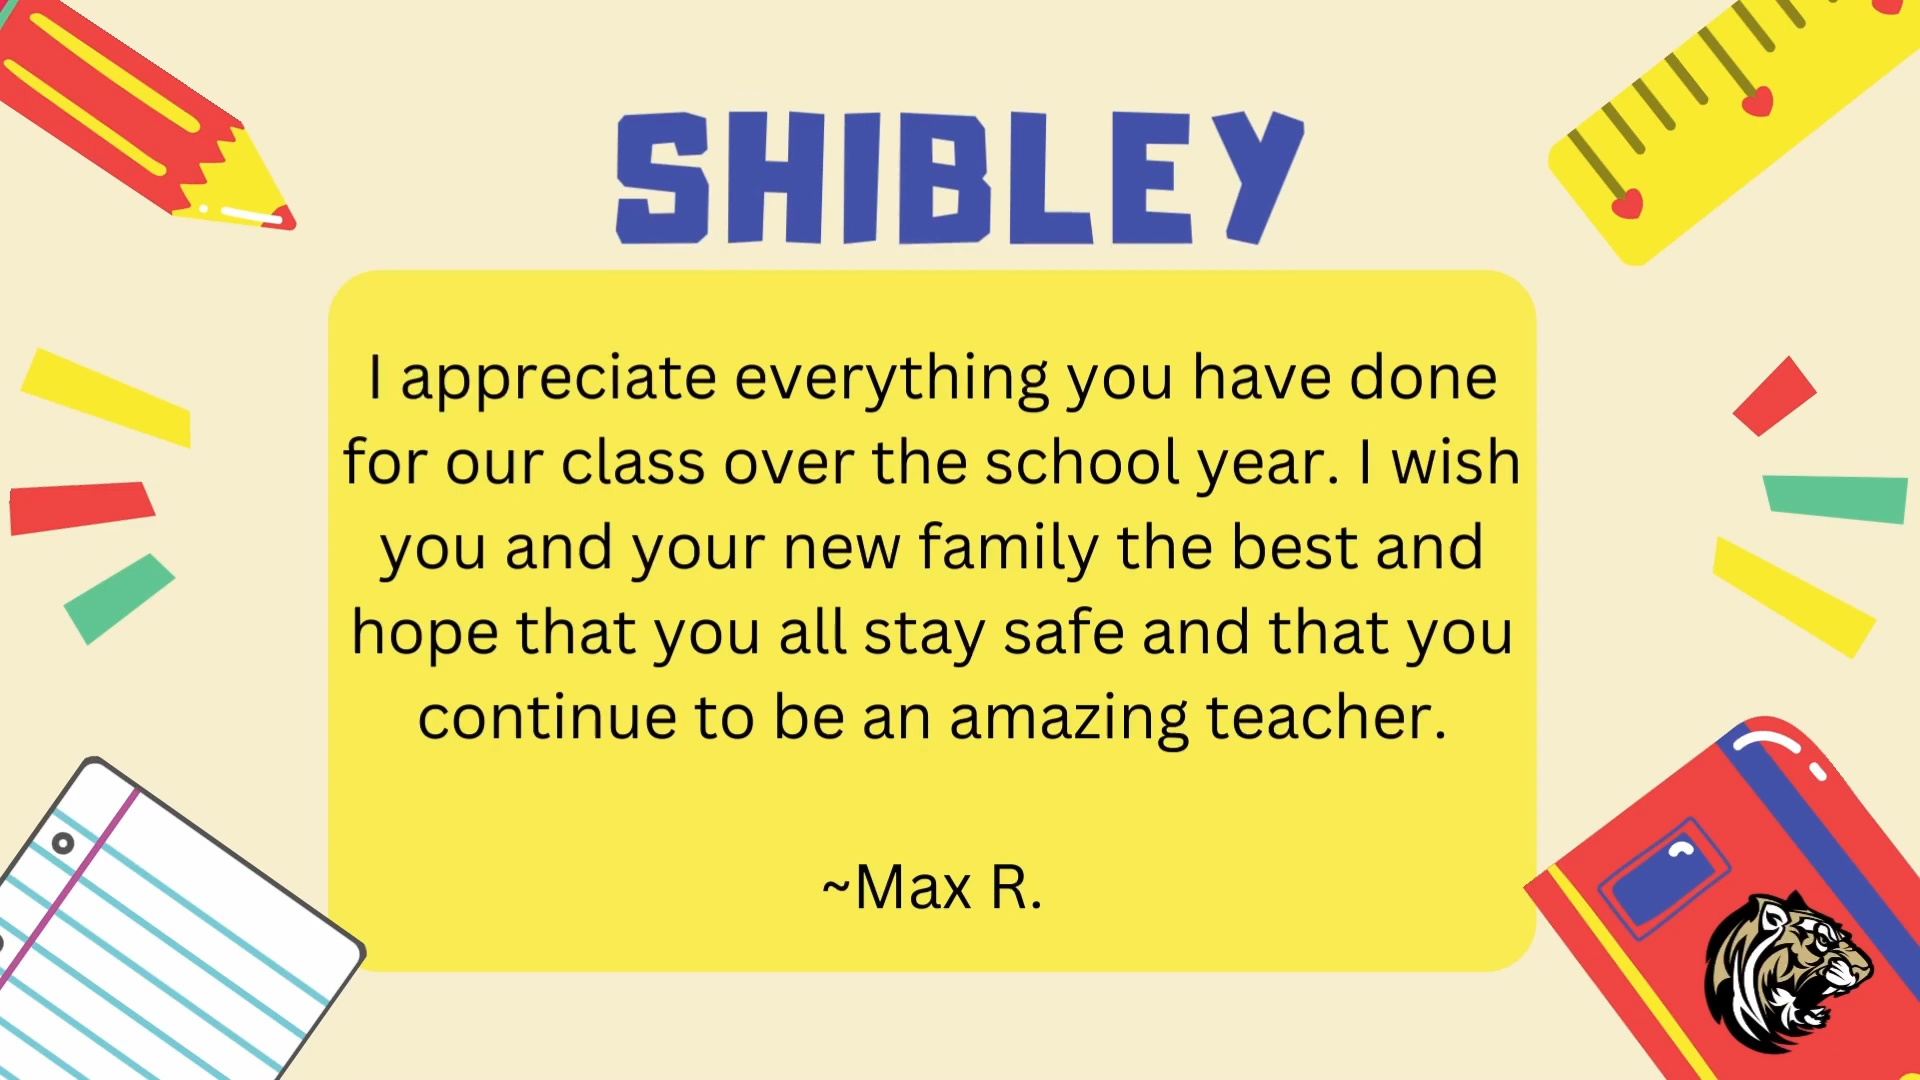 SHIBLEY
I appreciate everything you have done
for our class over the school year. I wish
you and your new family the best and
hope that you all stay safe and that you
continue to be an amazing teacher.
~Max R.